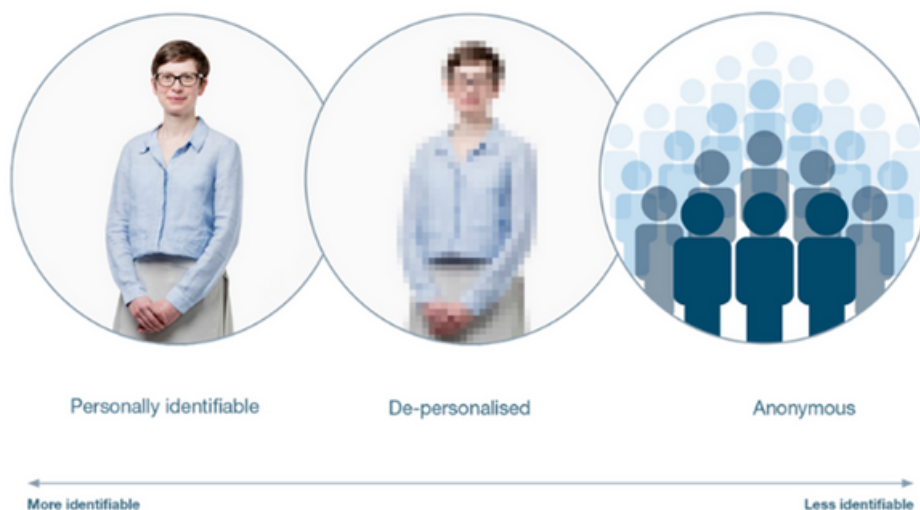 Personally identifiable
De-personalised
Anonymous
More identifiable
Less identifiable